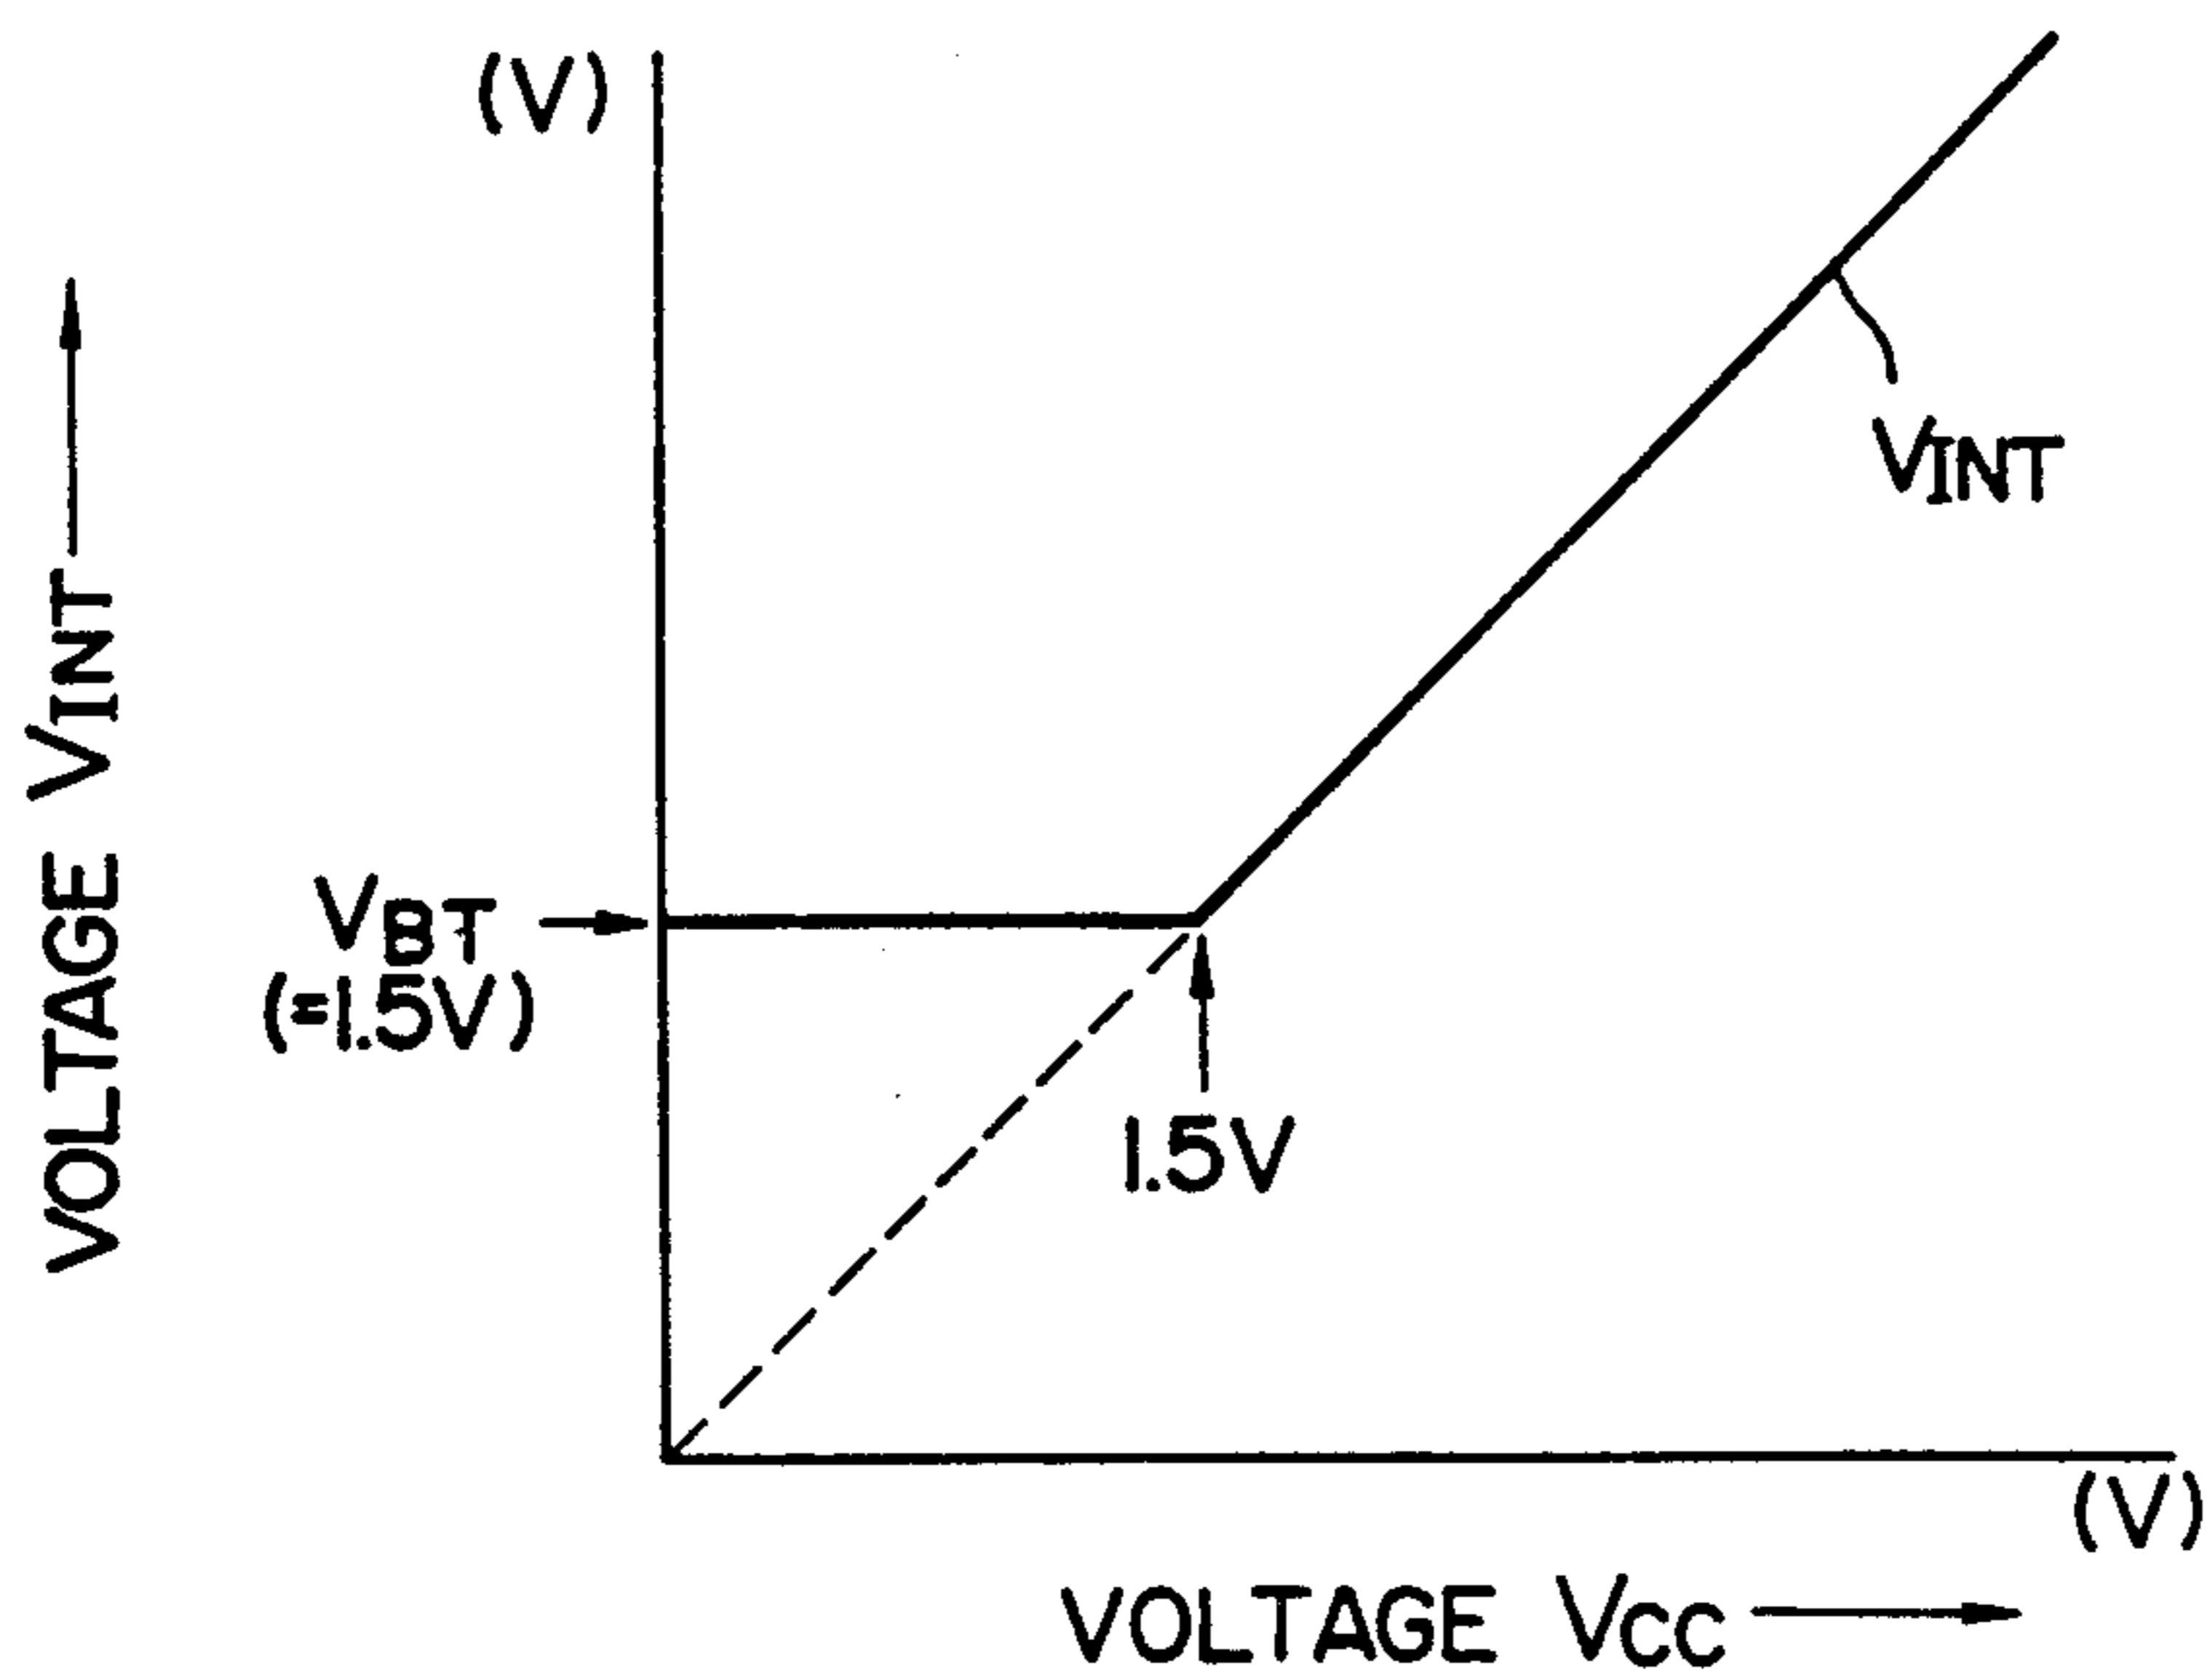 (V)
VOLTAGE VINT
VINT
VBT
(=1.5V)
1.5V
(V)
VOLTAGE VCC